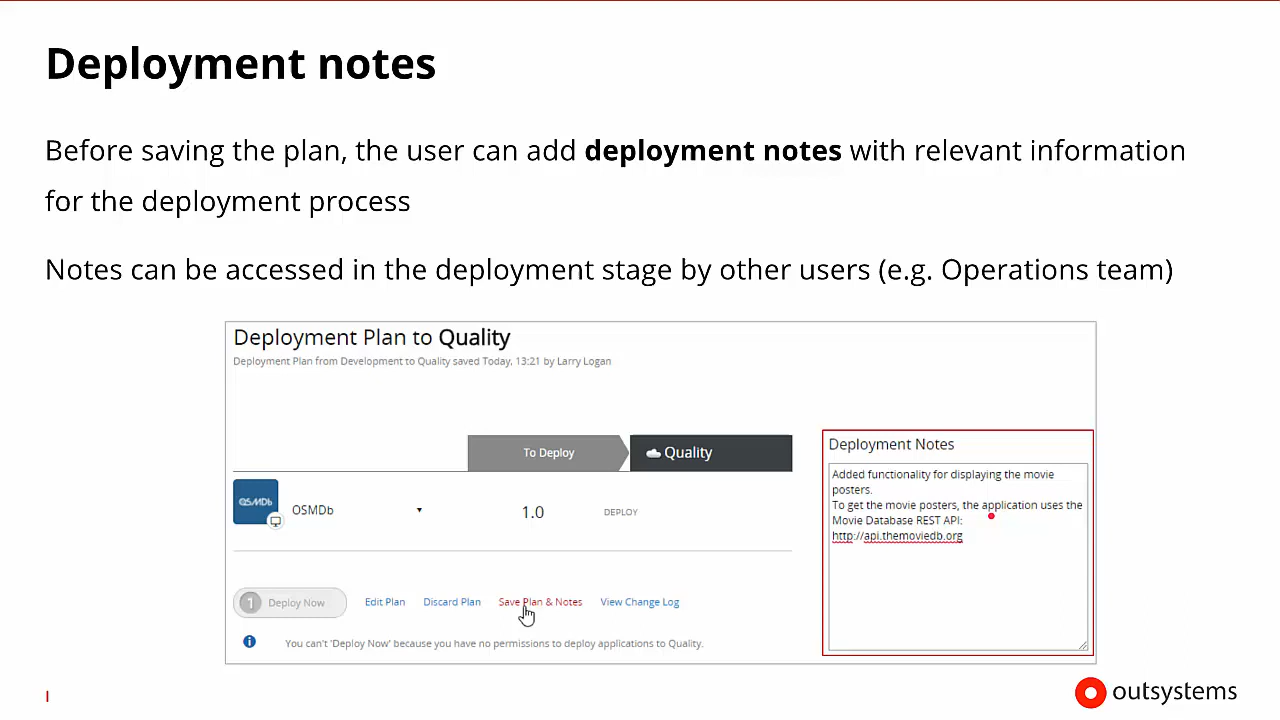 Deployment notes
Before saving the plan, the user can add deployment notes with relevant information
for the deployment process
Notes can be accessed in the deployment stage by other users (e.g. Operations team)
Deployment Plan to Quality
Deployment Plan from Development to Quality saved Today, 13:21 by Larry Logan
To Deploy
Quality
OSMDb
OSMDb
1.0
DEPLOY
1 Deploy Now
Edit Plan
Discard Plan
Save Plan & Notes
View Change Log
You can't 'Deploy Now' because you have no permissions to deploy applications to Quality.
Deployment Notes
Added functionality for displaying the movie
posters.
To get the movie posters, the application uses the
Movie Database REST API:
http://api.themoviedb.org
outsystems